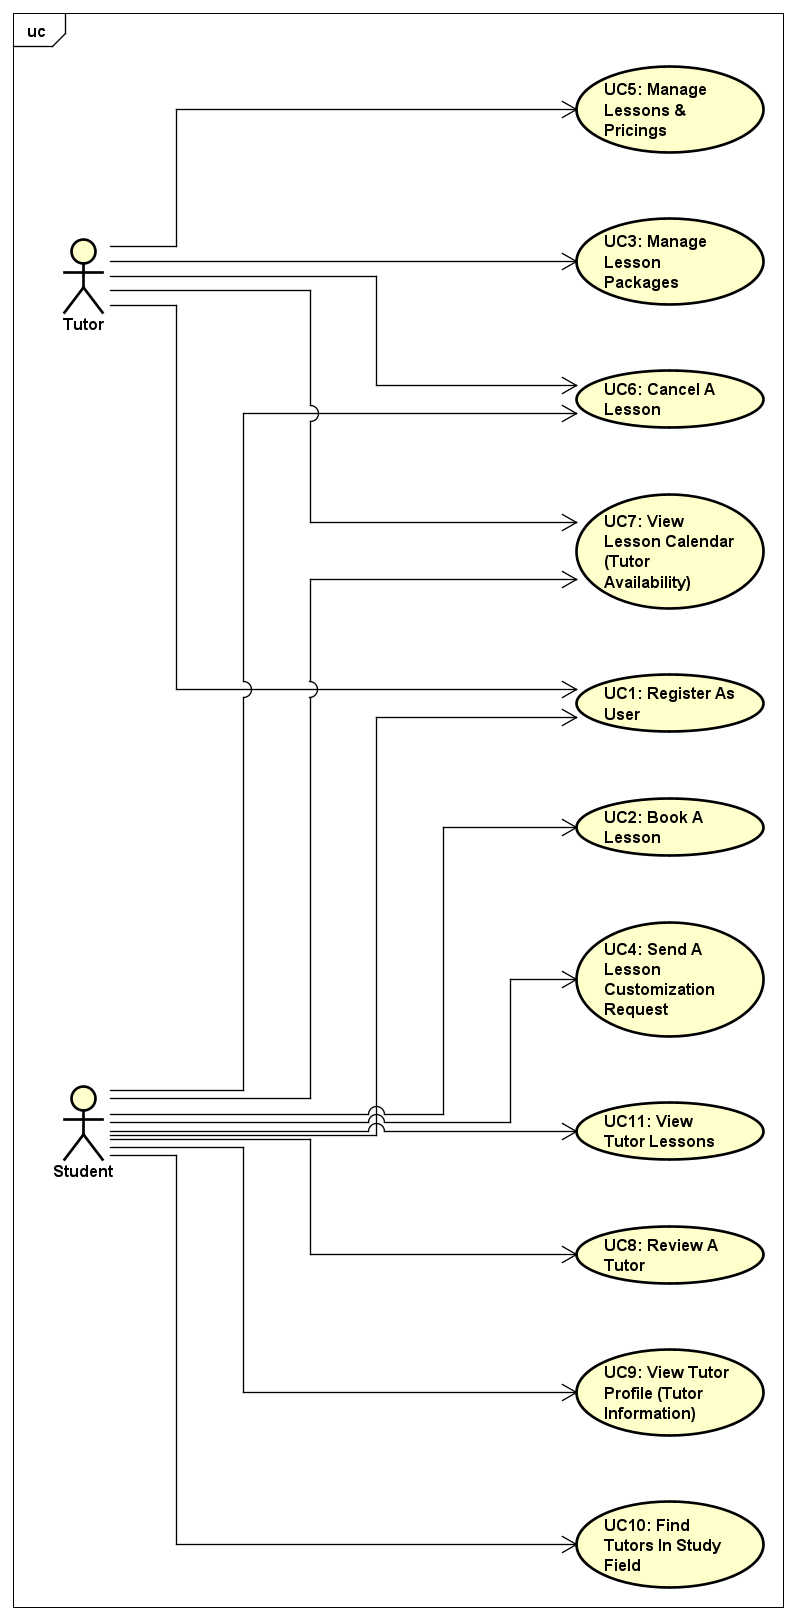 uc
UC5: Manage
Lessons &
Pricings
UC3: Manage
Lesson
Packages
Tutor
UC6: Cancel A
Lesson
UC7: View
Lesson Calendar
(Tutor
Availability)
UC1: Register As
User
UC2: Book A
Lesson
UC4: Send A
Lesson
Customization
Request
UC11: View
Tutor Lessons
Student
UC8: Review A
Tutor
UC9: View Tutor
Profile (Tutor
Information)
UC10: Find
Tutors In Study
Field